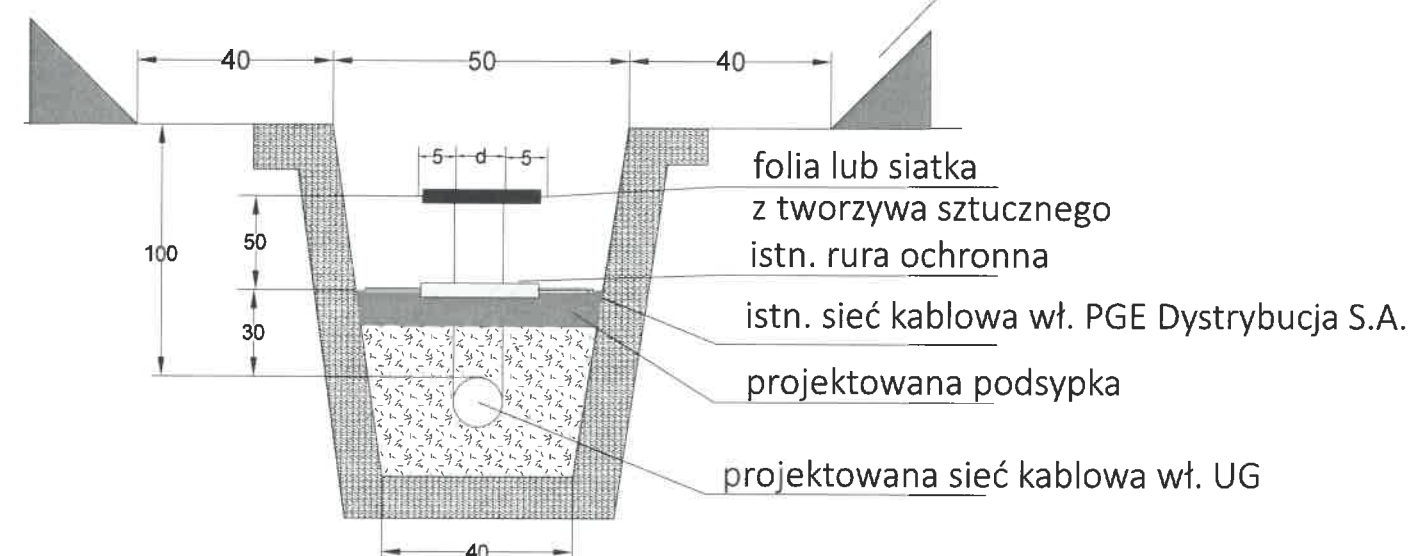 40 50 40
5 d 5
folia lub siatka
z tworzywa sztucznego
50
100
istn. rura ochronna
istn. sieć kablowa wł. PGE Dystrybucja S.A.
30
projektowana podsypka
projektowana sieć kablowa wł. UG
40